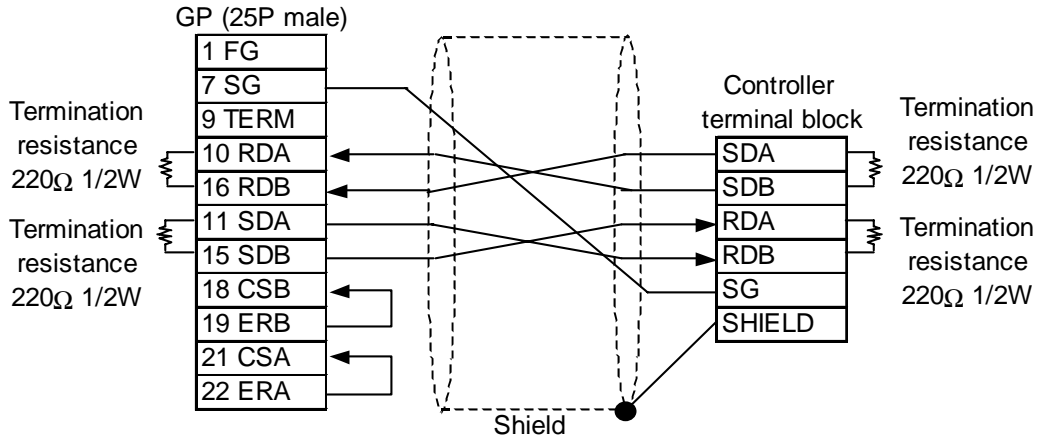 GP (25P male)
1 FG
7 SG
9 TERM
10 RDA
16 RDB
11 SDA
15 SDB
18 CSB
19 ERB
21 CSA
22 ERA
Termination
resistance
220Ω 1/2W
Termination
resistance
220Ω 1/2W
Shield
Controller
terminal block
SDA
SDB
RDA
RDB
SG
SHIELD
Termination
resistance
220Ω 1/2W
Termination
resistance
220Ω 1/2W